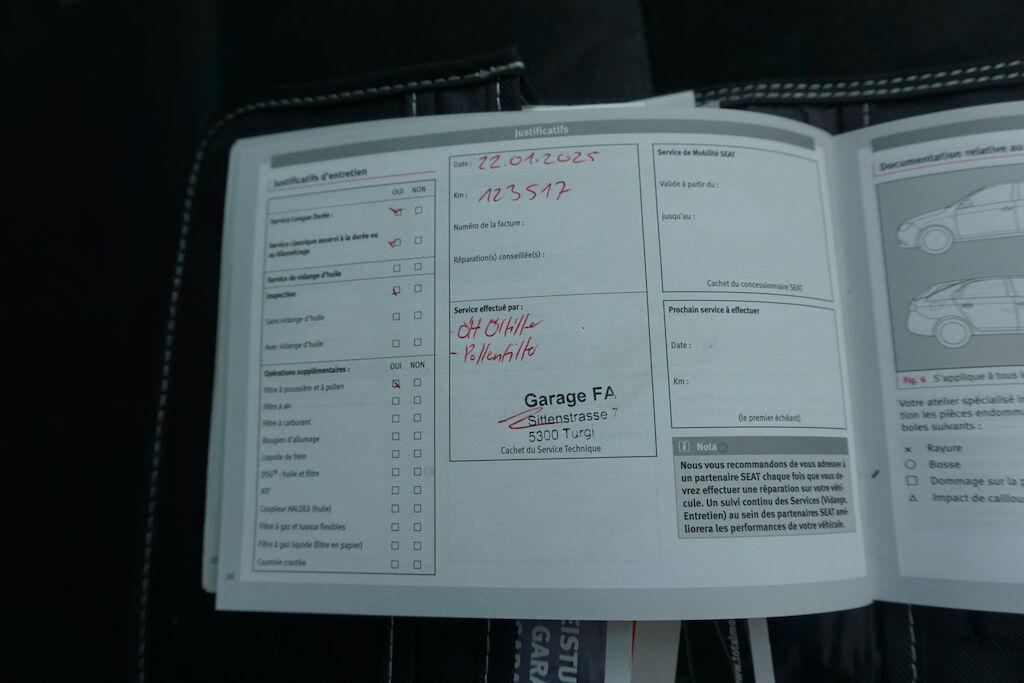 Justificatifs
Justificatifs d'entretien
OUI NON
Service Longue Durée :
Service classique asservi à la durée ou
au kilométrage
Service de vidange d'huile
Inspection
Sans vidange d'huile
Avec vidange d'huile
Opérations supplémentaires : OUI NON
Filtre à poussière et à pollen
Filtre à air
Filtre à carburant
Bougies d'allumage
Liquide de frein
DSG® : huile et filtre
ATF
Coupleur HALDEX (huile)
Filtre à gaz et tuyaux flexibles
Filtre à gaz liquide (filtre en papier)
Courroie crantée
26
Date : 22.01.2025
Km : 123517
Numéro de la facture :
Réparation(s) conseillée(s) :
Service effectué par :
- Pollenfilter
Garage FA
Sittenstrasse 7
5300 Turgi
Cachet du Service Technique
Service de Mobilité SEAT
Valide à partir du :
Jusqu'au :
Cachet du concessionnaire SEAT
Prochain service à effectuer
Date :
Km :
(le premier échéant)
i Nota
Nous vous recommandons de vous adresser à
un partenaire SEAT chaque fois que vous de-
vrez effectuer une réparation sur votre véhi-
cule. Un suivi continu des Services (Vidange,
Entretien) au sein des partenaires SEAT amé-
liorera les performances de votre véhicule.
Documentation relative au
Fig. 6 S'applique à tous
Votre atelier spécialisé
tion les pièces
boles suivants :
Rayure
Bosse
Dommage sur la
Impact de
EISTU
GARA
www.totalmo